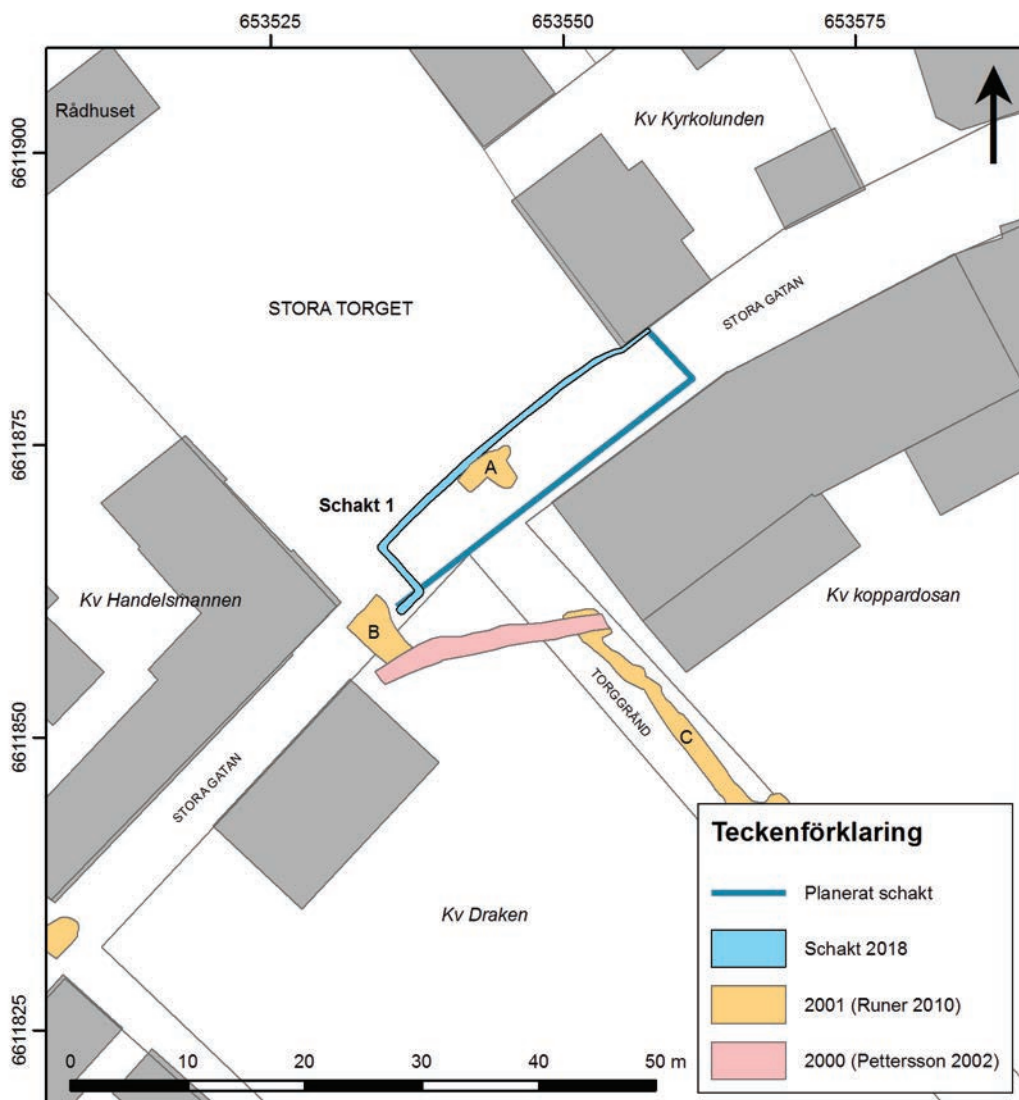 653525
653550
653575
6611900
6611875
6611850
6611825
Rådhuset
Kv Kyrkolunden
STORA TORGET
STORA GATAN
A
Schakt 1
Kv Handelsmannen
B
Kv koppardosan
TORGGRÄND
C
STORA GATAN
Kv Draken
Teckenförklaring
Planerat schakt
Schakt 2018
2001 (Runer 2010)
2000 (Pettersson 2002)
0 10 20 30 40 50 m